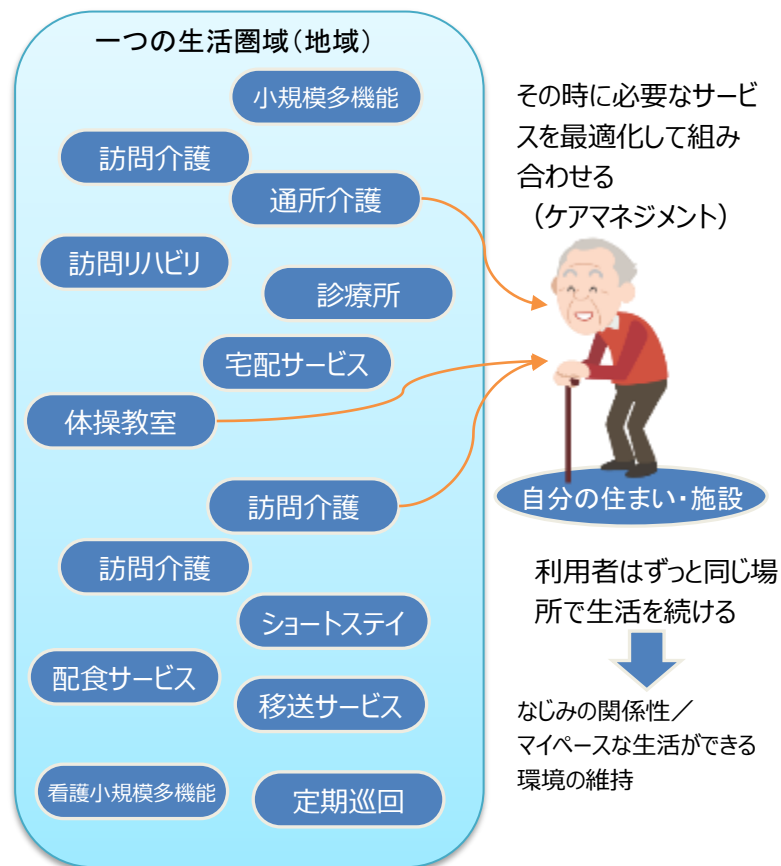 一つの生活圏域（地域）
小規模多機能
訪問介護
通所介護
訪問リハビリ
診療所
宅配サービス
体操教室
訪問介護
訪問介護
ショートステイ
配食サービス
移送サービス
看護小規模多機能
定期巡回
その時に必要なサービ
スを最適化して組み
合わせる
（ケアマネジメント）
自分の住まい・施設
利用者はずっと同じ場
所で生活を続ける
なじみの関係性／
マイペースな生活ができる
環境の維持